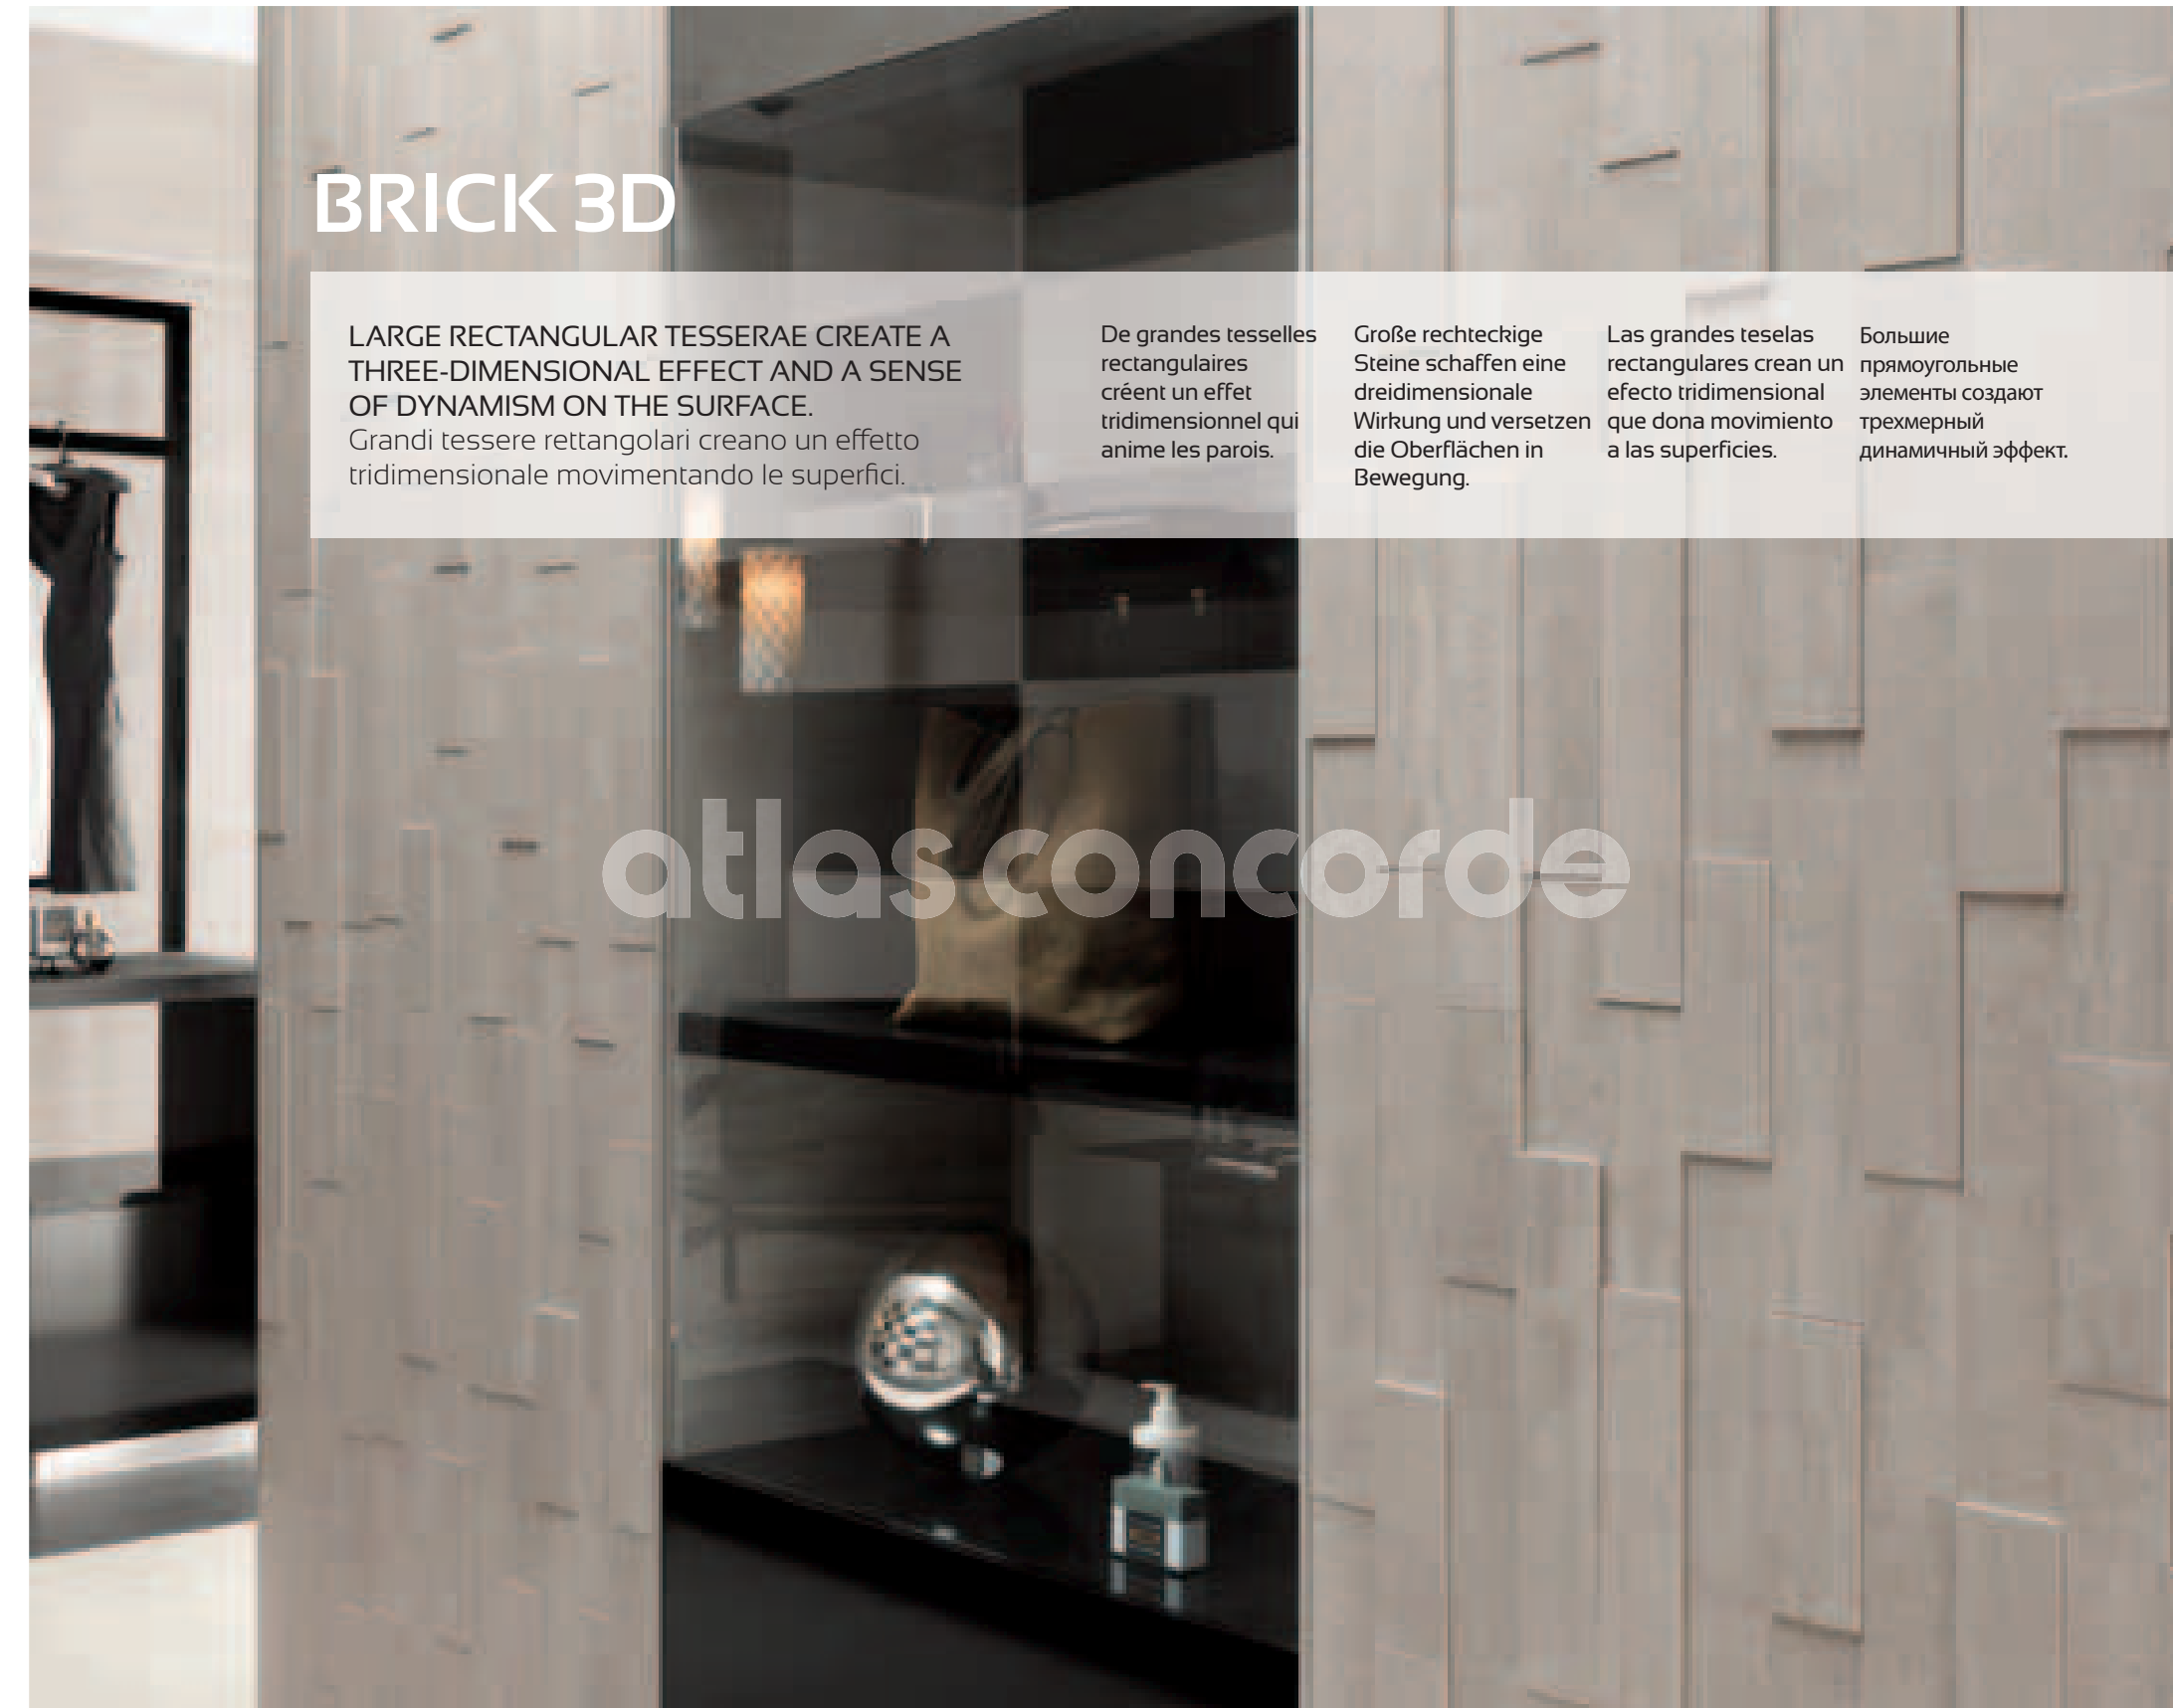 BRICK 3D
LARGE RECTANGULAR TESSERAE CREATE A
THREE-DIMENSIONAL EFFECT AND A SENSE
OF DYNAMISM ON THE SURFACE.
Grandi tessere rettangolari creano un effetto
tridimensionale movimentando le superfici.
De grandes tesselles
rectangulaires
créent un effet
tridimensionnel qui
anime les parois.
Große rechteckige
Steine schaffen eine
dreidimensionale
Wirkung und versetzen
die Oberflächen in
Bewegung.
Las grandes teselas
rectangulares crean un
efecto tridimensional
que dona movimiento
a las superficies.
Большие
прямоугольные
элементы создают
трехмерный
динамичный эффект.
atlas concorde